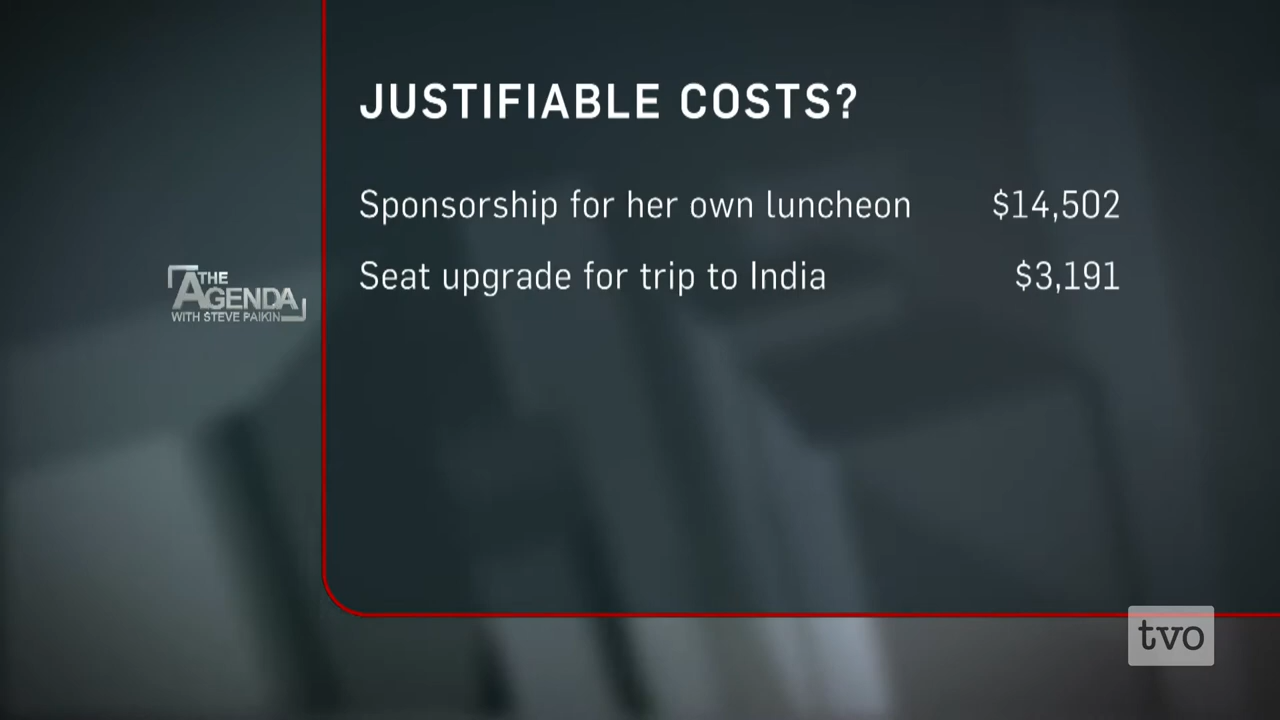 JUSTIFIABLE COSTS?
Sponsorship for her own luncheon $14,502
Seat upgrade for trip to India $3,191
THE
AGENDA
WITH STEVE PAIKIN
tvo